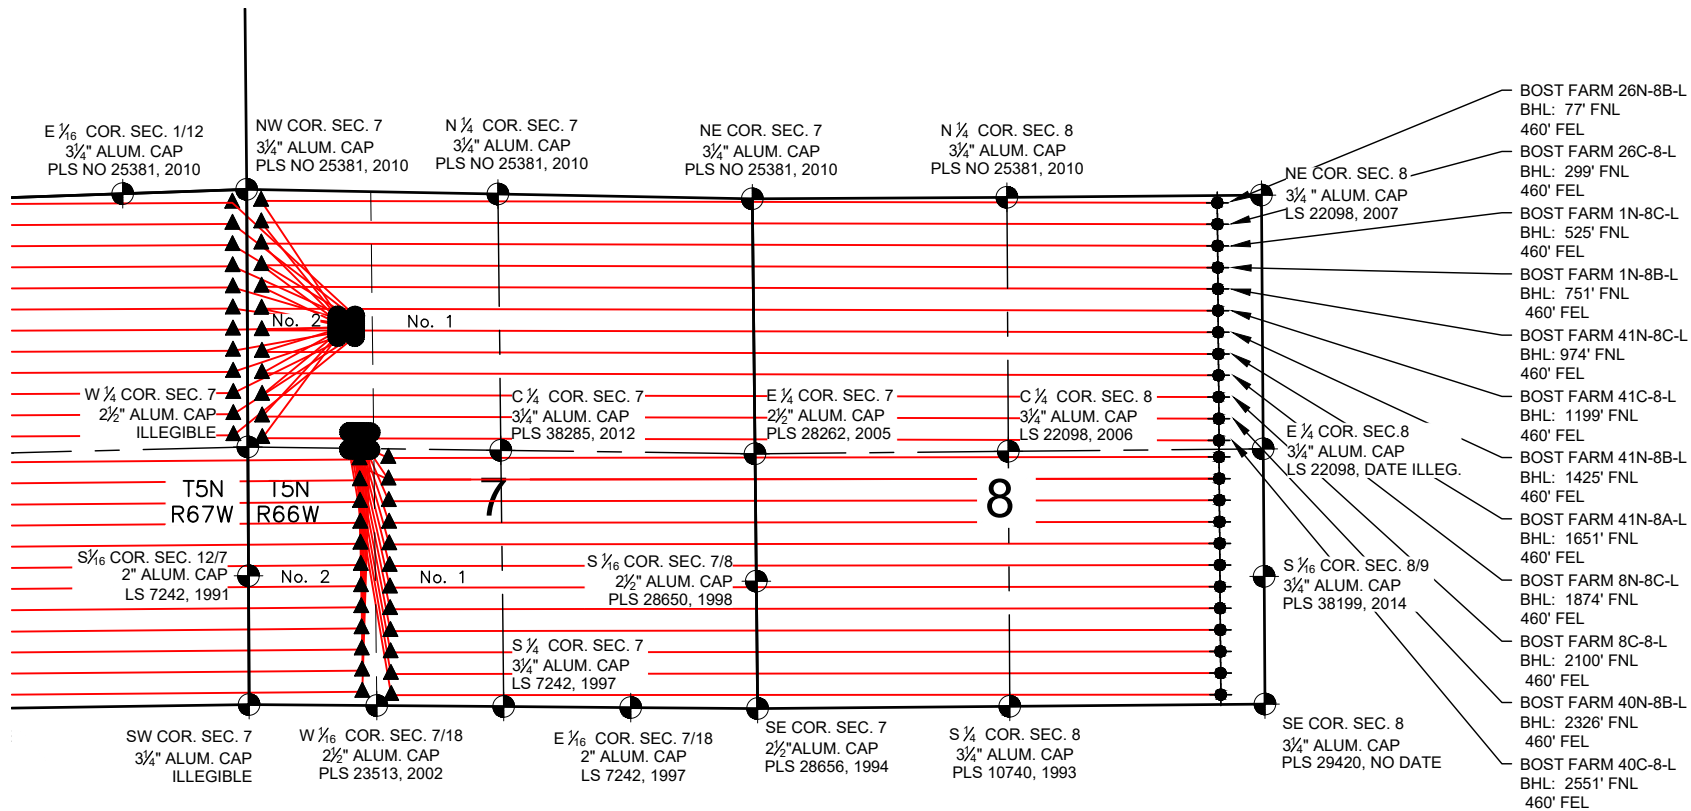 E 1⁄16 COR. SEC. 1/12
3¼" ALUM. CAP
PLS NO 25381, 2010
NW COR. SEC. 7
3¼" ALUM. CAP
PLS NO 25381, 2010
N ¼ COR. SEC. 7
3¼" ALUM. CAP
PLS NO 25381, 2010
NE COR. SEC. 7
3¼" ALUM. CAP
PLS NO 25381, 2010
N ¼ COR. SEC. 8
3¼" ALUM. CAP
PLS NO 25381, 2010
NE COR. SEC. 8
3¼" ALUM. CAP
LS 22098, 2007
BOST FARM 26N-8B-L
BHL: 77' FNL
460' FEL
BOST FARM 26C-8-L
BHL: 299' FNL
460' FEL
BOST FARM 1N-8C-L
BHL: 525' FNL
460' FEL
BOST FARM 1N-8B-L
BHL: 751' FNL
460' FEL
BOST FARM 41N-8C-L
BHL: 974' FNL
460' FEL
BOST FARM 41C-8-L
BHL: 1199' FNL
460' FEL
BOST FARM 41N-8B-L
BHL: 1425' FNL
460' FEL
BOST FARM 41N-8A-L
BHL: 1651' FNL
460' FEL
BOST FARM 8N-8C-L
BHL: 1874' FNL
460' FEL
BOST FARM 8C-8-L
BHL: 2100' FNL
460' FEL
BOST FARM 40N-8B-L
BHL: 2326' FNL
460' FEL
BOST FARM 40C-8-L
BHL: 2551' FNL
460' FEL
No. 2
No. 1
W ¼ COR. SEC. 7
2½" ALUM. CAP
ILLEGIBLE
C ¼ COR. SEC. 7
3¼" ALUM. CAP
PLS 38285, 2012
E ¼ COR. SEC. 7
2½" ALUM. CAP
PLS 28262, 2005
C ¼ COR. SEC. 8
3¼" ALUM. CAP
LS 22098, 2006
E ¼ COR. SEC.8
3¼" ALUM. CAP
LS 22098, DATE ILLEG.
T5N
R67W
T5N
R66W
7
8
S1⁄16 COR. SEC. 12/7
2" ALUM. CAP
LS 7242, 1991
No. 2
No. 1
S 1⁄16 COR. SEC. 7/8
2½" ALUM. CAP
PLS 28650, 1998
S 1⁄16 COR. SEC. 8/9
3¼" ALUM. CAP
PLS 38199, 2014
S ¼ COR. SEC. 7
3¼" ALUM. CAP
LS 7242, 1997
SW COR. SEC. 7
3¼" ALUM. CAP
ILLEGIBLE
W 1⁄16 COR. SEC. 7/18
2½" ALUM. CAP
PLS 23513, 2002
E 1⁄16 COR. SEC. 7/18
2" ALUM. CAP
LS 7242, 1997
SE COR. SEC. 7
2½"ALUM. CAP
PLS 28656, 1994
S ¼ COR. SEC. 8
3¼" ALUM. CAP
PLS 10740, 1993
SE COR. SEC. 8
3¼" ALUM. CAP
PLS 29420, NO DATE